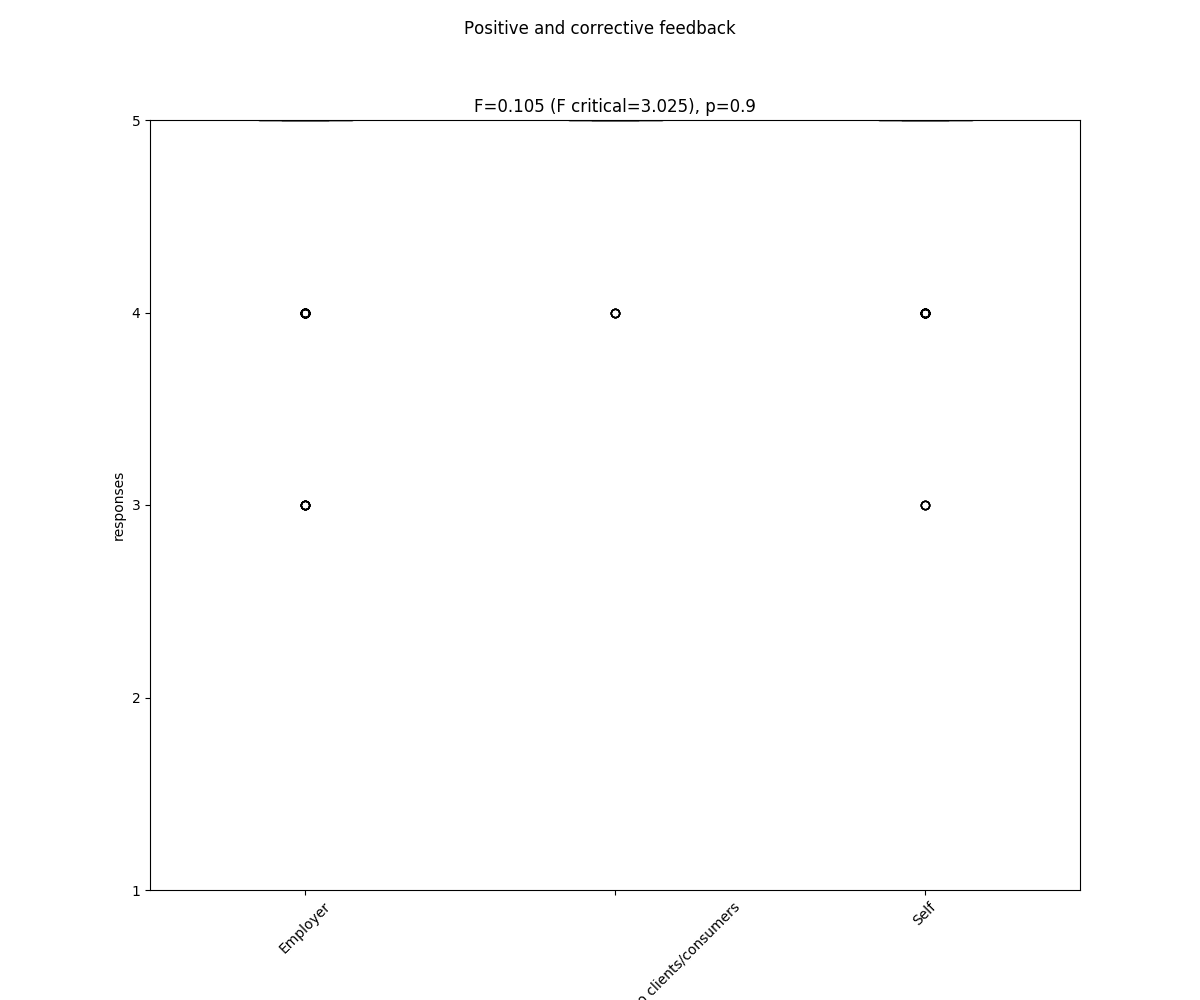 Positive and corrective feedback
F=0.105 (F critical=3.025), p=0.9
5
4
3
2
1
responses
Employer
clients/consumers
Self